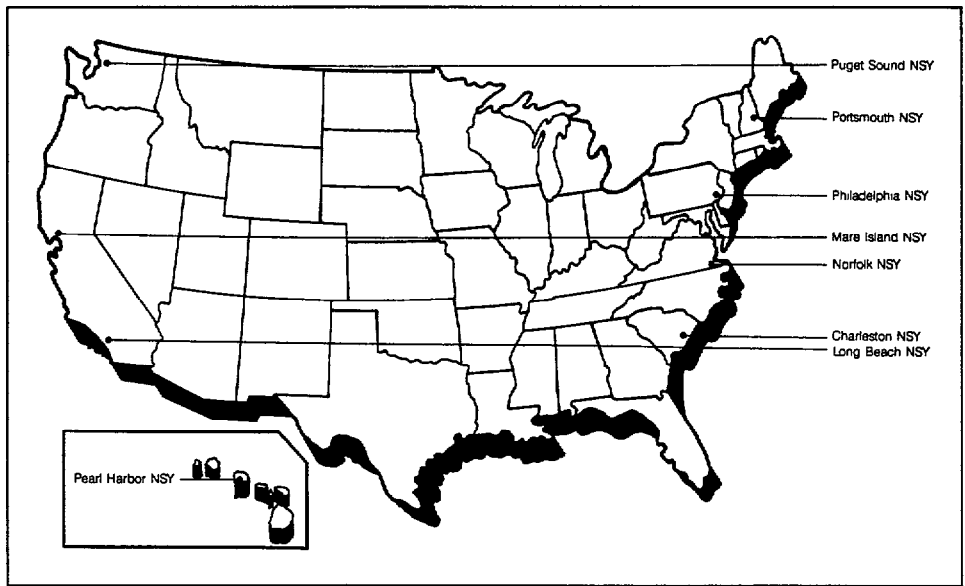 Puget Sound NSY
Portsmouth NSY
Philadelphia NSY
Mare Island NSY
Norfolk NSY
Charleston NSY
Long Beach NSY
Pearl Harbor NSY